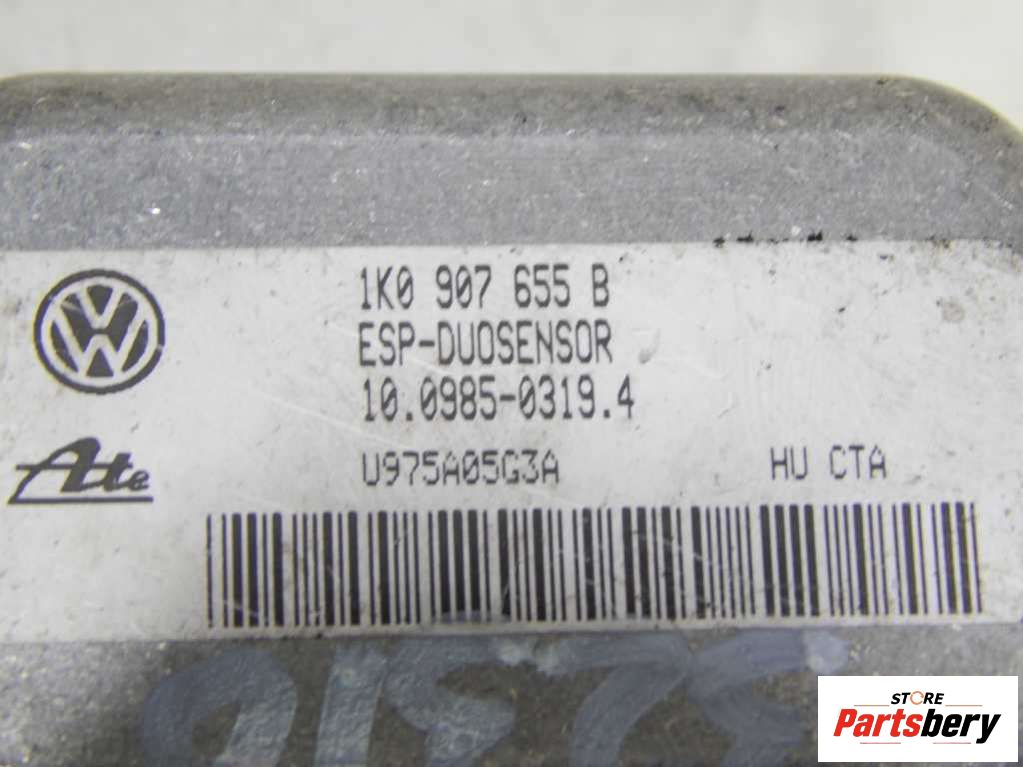 1K0 907 655 B
ESP-DUOSENSOR
10.0985-0319.4
Ate
U975A05G3A HU CTA
STORE
Partsbery